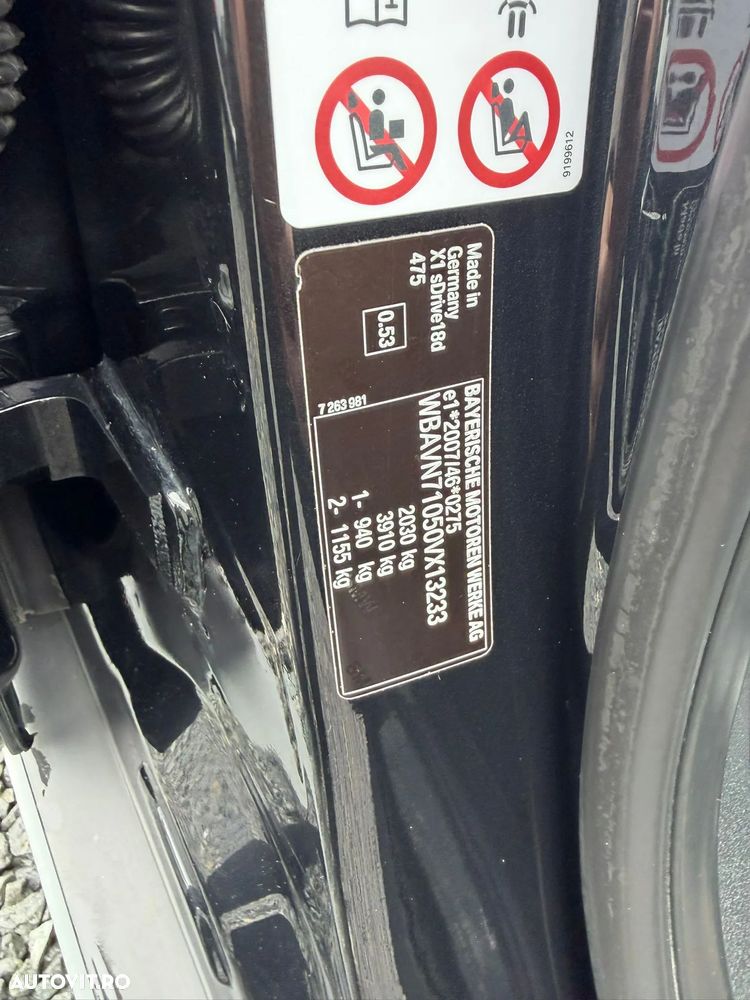 9199612
Made in
Germany
X1 sDrive18d
475
0.53
7 263 981
BAYERISCHE MOTOREN WERKE AG
e1*2007/46*0275
WBAVN71050VX13233
2030 kg
3910 kg
1- 940 kg
2- 1155 kg
AUTOVIT.RO